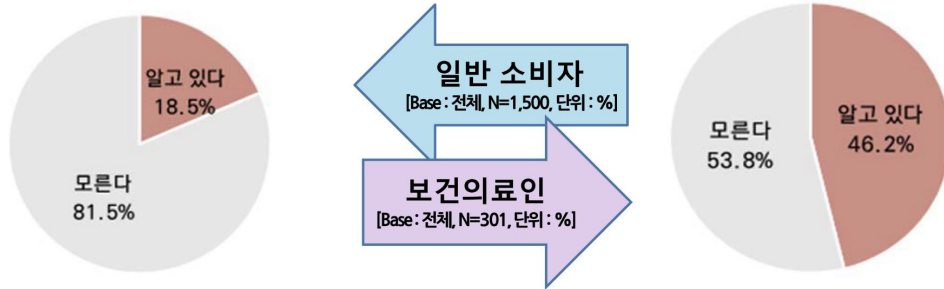 알고 있다
18.5%
모른다
81.5%
일반 소비자
[Base : 전체, N=1,500, 단위 : %]
보건의료인
[Base : 전체, N=301, 단위 : %]
모른다
53.8%
알고 있다
46.2%